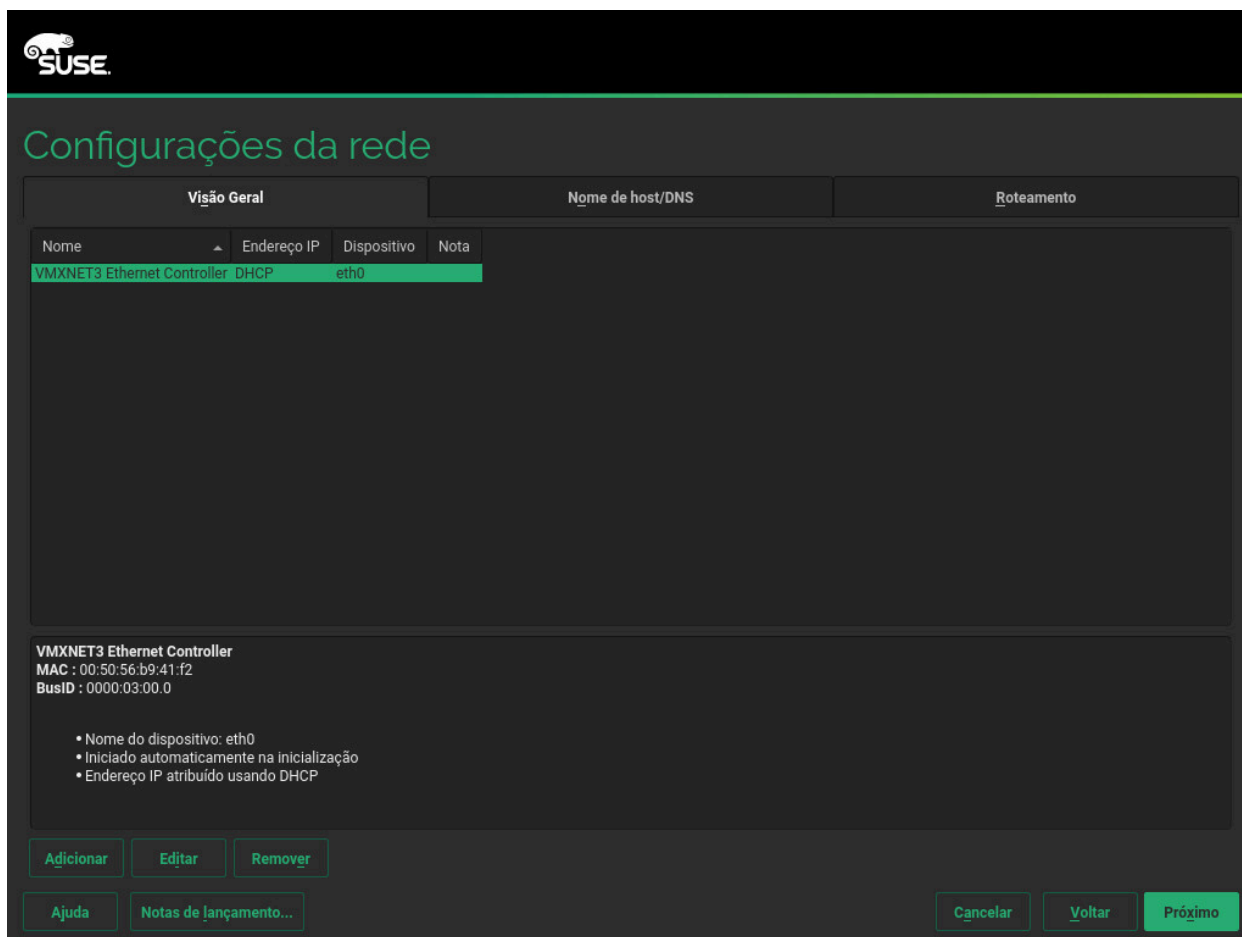 SUSE.
Configurações da rede
Visão Geral Nome de host/DNS Roteamento
Nome Endereço IP Dispositivo Nota
VMXNET3 Ethernet Controller DHCP eth0
VMXNET3 Ethernet Controller
MAC : 00:50:56:b9:41:f2
BusID : 0000:03:00.0
• Nome do dispositivo: eth0
• Iniciado automaticamente na inicialização
• Endereço IP atribuído usando DHCP
Adicionar Editar Remover
Ajuda Notas de lançamento... Cancelar Voltar Próximo